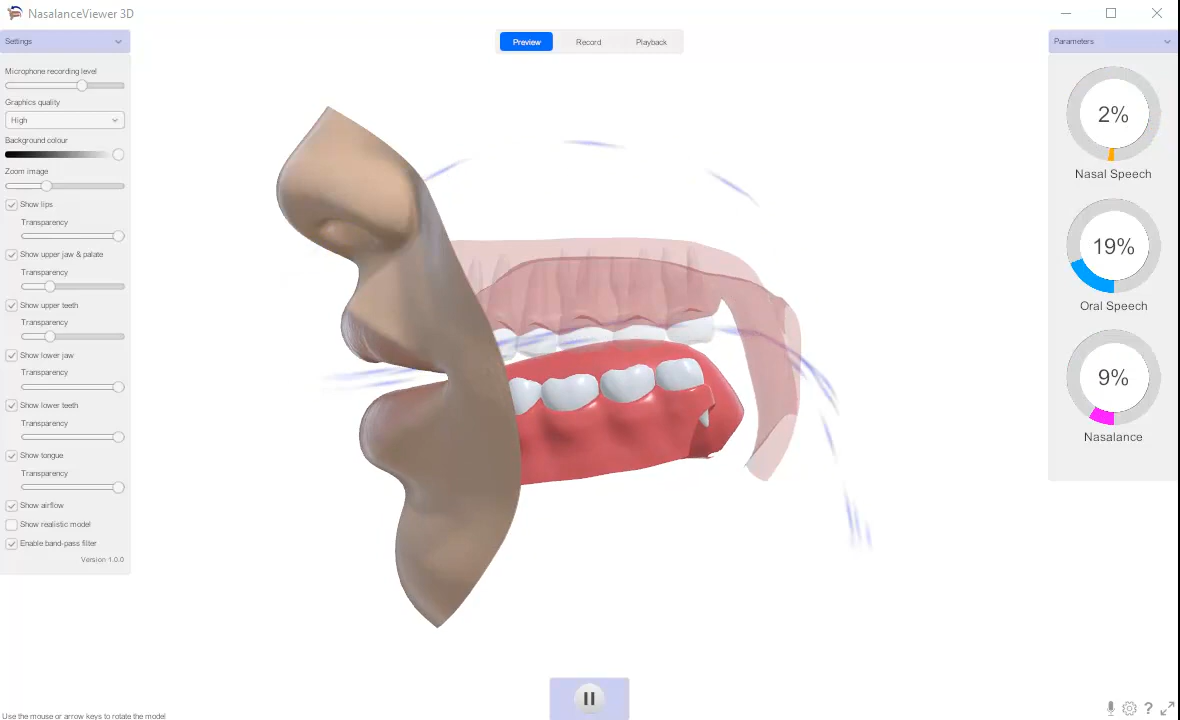 NasalanceViewer 3D
Settings
Preview
Record
Playback
Parameters
Microphone recording level
Graphics quality
High
Background colour
Zoom image
Show lips
Transparency
Show upper jaw & palate
Transparency
Show upper teeth
Transparency
Show lower jaw
Transparency
Show lower teeth
Transparency
Show tongue
Transparency
Show airflow
Show realistic model
Enable band-pass filter
Version 1.0.0
2%
Nasal Speech
19%
Oral Speech
9%
Nasalance
Use the mouse or arrow keys to rotate the model
?